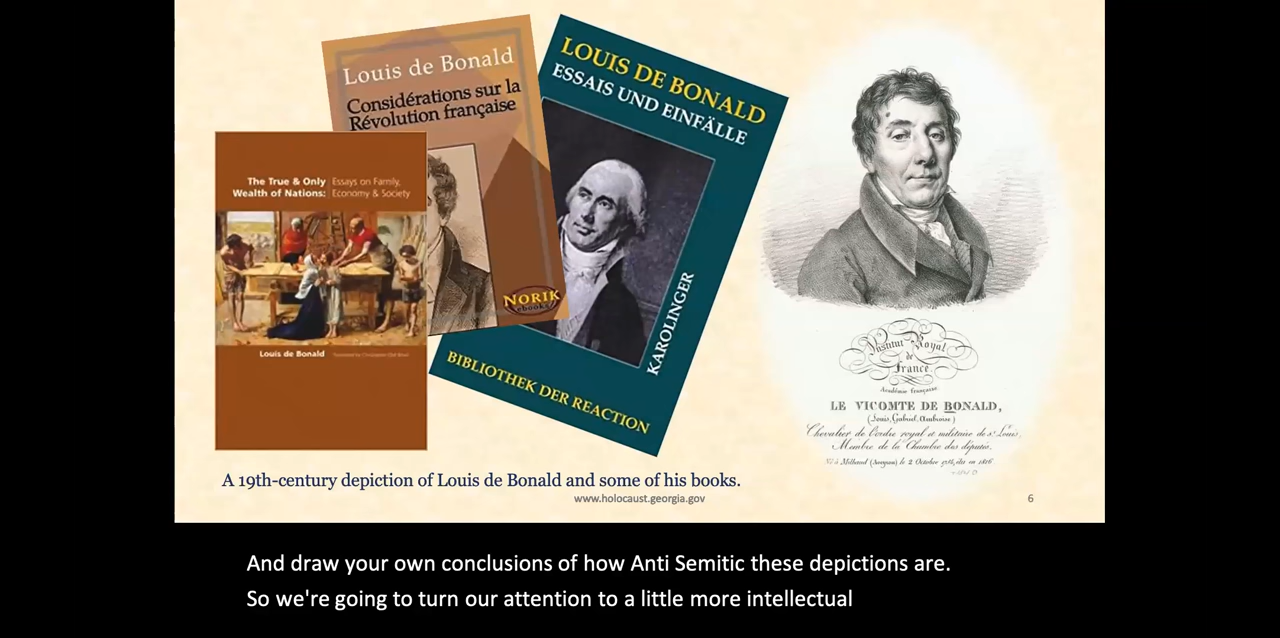 The True & Only
Wealth of Nations:
Essays on Family,
Economy & Society
Louis de Bonald
Louis de Bonald
Considérations sur la
Révolution française
NORIK
ebooks
LOUIS DE BONALD
ESSAIS UND EINFÄLLE
KAROLINGER
BIBLIOTHEK DER REACTION
Institut Royal
de
France.
Académie française
LE VICOMTE DE BONALD,
(Louis, Gabriel, Ambroise)
Chevalier de l'ordre royal et militaire de St. Louis,
Membre de la Chambre des députés.
A 19th-century depiction of Louis de Bonald and some of his books.
www.holocaust.georgia.gov
6
And draw your own conclusions of how Anti Semitic these depictions are.
So we're going to turn our attention to a little more intellectual